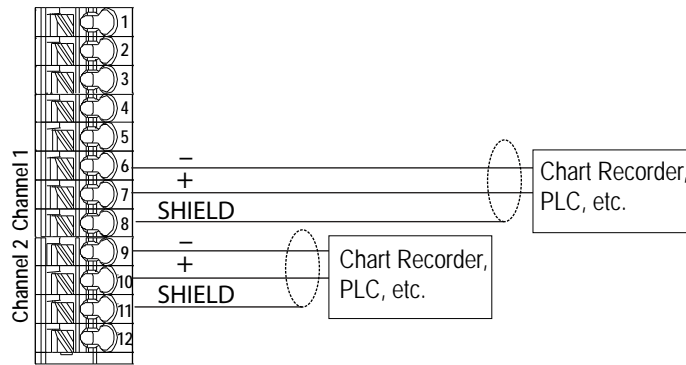 1
2
3
4
5
6
7
8
9
10
11
12
Channel 1
Channel 2
−
+
SHIELD
Chart Recorder,
PLC, etc.
−
+
SHIELD
Chart Recorder,
PLC, etc.